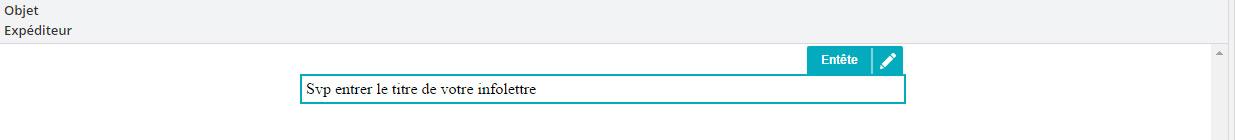 Objet
Expéditeur
Entête
Svp entrer le titre de votre infolettre